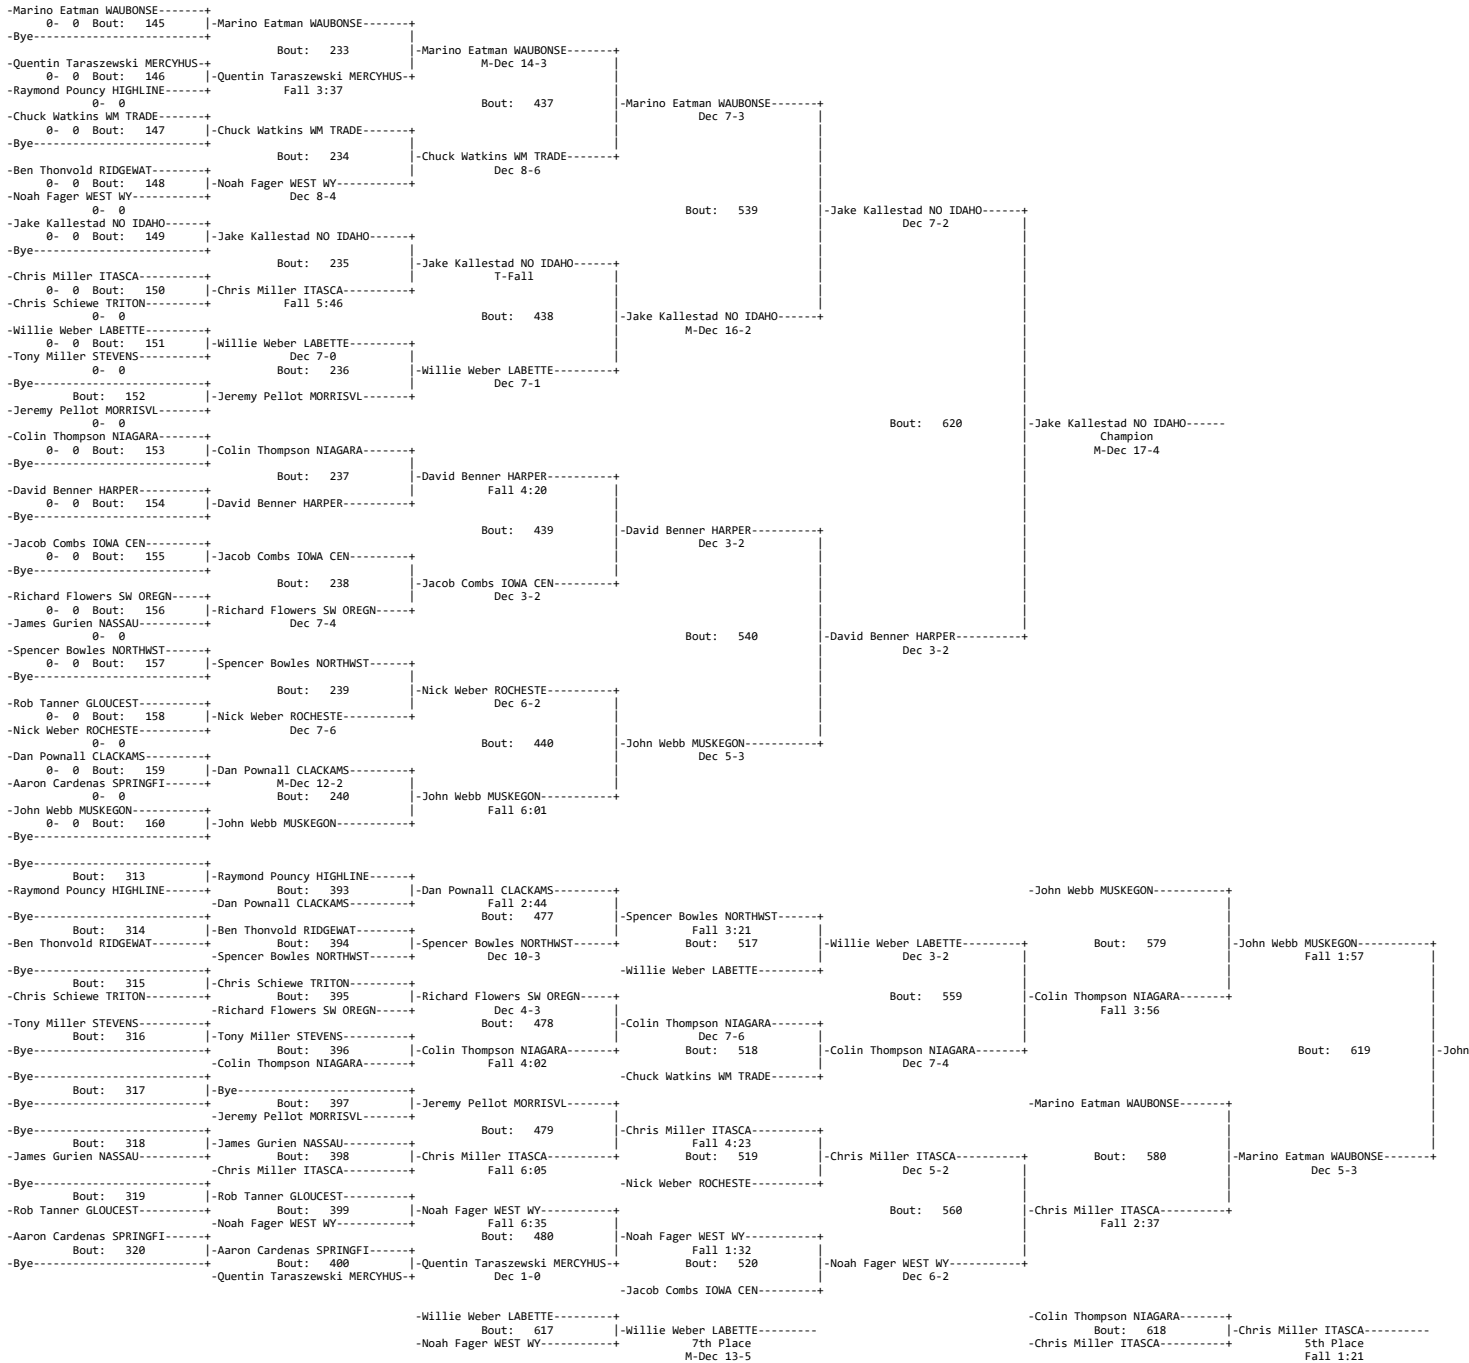 -Marino Eatman WAUBONSE-------+
0- 0 Bout: 145 |-Marino Eatman WAUBONSE-------+
-Bye--------------------------+ |
Bout: 233 |-Marino Eatman WAUBONSE-------+
-Quentin Taraszewski MERCYHUS-+ | M-Dec 14-3 |
0- 0 Bout: 146 |-Quentin Taraszewski MERCYHUS-+ |
-Raymond Pouncy HIGHLINE------+ Fall 3:37 |
0- 0 Bout: 437 |-Marino Eatman WAUBONSE-------+
-Chuck Watkins WM TRADE-------+ | Dec 7-3 |
0- 0 Bout: 147 |-Chuck Watkins WM TRADE-------+ | |
-Bye--------------------------+ | | |
Bout: 234 |-Chuck Watkins WM TRADE-------+ |
-Ben Thonvold RIDGEWAT--------+ | Dec 8-6 |
0- 0 Bout: 148 |-Noah Fager WEST WY-----------+ |
-Noah Fager WEST WY-----------+ Dec 8-4 |
0- 0 Bout: 539 |-Jake Kallestad NO IDAHO------+
-Jake Kallestad NO IDAHO------+ | Dec 7-2 |
0- 0 Bout: 149 |-Jake Kallestad NO IDAHO------+ | |
-Bye--------------------------+ | | |
Bout: 235 |-Jake Kallestad NO IDAHO------+ | |
-Chris Miller ITASCA----------+ | T-Fall | | |
0- 0 Bout: 150 |-Chris Miller ITASCA----------+ | | |
-Chris Schiewe TRITON---------+ Fall 5:46 | | |
0- 0 Bout: 438 |-Jake Kallestad NO IDAHO------+ |
-Willie Weber LABETTE---------+ | M-Dec 16-2 |
0- 0 Bout: 151 |-Willie Weber LABETTE---------+ | |
-Tony Miller STEVENS----------+ Dec 7-0 | | |
0- 0 Bout: 236 |-Willie Weber LABETTE---------+ |
-Bye--------------------------+ | Dec 7-1 |
Bout: 152 |-Jeremy Pellot MORRISVL-------+ |
-Jeremy Pellot MORRISVL-------+ |
0- 0 Bout: 620 |-Jake Kallestad NO IDAHO------
-Colin Thompson NIAGARA-------+ | Champion
0- 0 Bout: 153 |-Colin Thompson NIAGARA-------+ | M-Dec 17-4
-Bye--------------------------+ | |
Bout: 237 |-David Benner HARPER----------+ |
-David Benner HARPER----------+ | Fall 4:20 | |
0- 0 Bout: 154 |-David Benner HARPER----------+ | |
-Bye--------------------------+ | |
Bout: 439 |-David Benner HARPER----------+ |
-Jacob Combs IOWA CEN---------+ | Dec 3-2 | |
0- 0 Bout: 155 |-Jacob Combs IOWA CEN---------+ | | |
-Bye--------------------------+ | | | |
Bout: 238 |-Jacob Combs IOWA CEN---------+ | |
-Richard Flowers SW OREGN-----+ | Dec 3-2 | |
0- 0 Bout: 156 |-Richard Flowers SW OREGN-----+ | |
-James Gurien NASSAU----------+ Dec 7-4 | |
0- 0 Bout: 540 |-David Benner HARPER----------+
-Spencer Bowles NORTHWST------+ | Dec 3-2
0- 0 Bout: 157 |-Spencer Bowles NORTHWST------+ |
-Bye--------------------------+ | |
Bout: 239 |-Nick Weber ROCHESTE----------+ |
-Rob Tanner GLOUCEST----------+ | Dec 6-2 | |
0- 0 Bout: 158 |-Nick Weber ROCHESTE----------+ | |
-Nick Weber ROCHESTE----------+ Dec 7-6 | |
0- 0 Bout: 440 |-John Webb MUSKEGON-----------+
-Dan Pownall CLACKAMS---------+ | Dec 5-3
0- 0 Bout: 159 |-Dan Pownall CLACKAMS---------+ |
-Aaron Cardenas SPRINGFI------+ M-Dec 12-2 | |
0- 0 Bout: 240 |-John Webb MUSKEGON-----------+
-John Webb MUSKEGON-----------+ | Fall 6:01
0- 0 Bout: 160 |-John Webb MUSKEGON-----------+
-Bye--------------------------+
-Bye--------------------------+
Bout: 313 |-Raymond Pouncy HIGHLINE------+
-Raymond Pouncy HIGHLINE------+ Bout: 393 |-Dan Pownall CLACKAMS---------+ -John Webb MUSKEGON-----------+
-Dan Pownall CLACKAMS---------+ Fall 2:44 | |
-Bye--------------------------+ Bout: 477 |-Spencer Bowles NORTHWST------+ |
Bout: 314 |-Ben Thonvold RIDGEWAT--------+ | Fall 3:21 | |
-Ben Thonvold RIDGEWAT--------+ Bout: 394 |-Spencer Bowles NORTHWST------+ Bout: 517 |-Willie Weber LABETTE---------+ Bout: 579 |-John Webb MUSKEGON-----------+
-Spencer Bowles NORTHWST------+ Dec 10-3 | Dec 3-2 | | Fall 1:57 |
-Bye--------------------------+ -Willie Weber LABETTE---------+ | | |
Bout: 315 |-Chris Schiewe TRITON---------+ | | |
-Chris Schiewe TRITON---------+ Bout: 395 |-Richard Flowers SW OREGN-----+ Bout: 559 |-Colin Thompson NIAGARA-------+ |
-Richard Flowers SW OREGN-----+ Dec 4-3 | | Fall 3:56 |
-Tony Miller STEVENS----------+ Bout: 478 |-Colin Thompson NIAGARA-------+ | |
Bout: 316 |-Tony Miller STEVENS----------+ | Dec 7-6 | | |
-Bye--------------------------+ Bout: 396 |-Colin Thompson NIAGARA-------+ Bout: 518 |-Colin Thompson NIAGARA-------+ Bout: 619 |-John
-Colin Thompson NIAGARA-------+ Fall 4:02 | Dec 7-4 |
-Bye--------------------------+ -Chuck Watkins WM TRADE-------+ |
Bout: 317 |-Bye--------------------------+ |
-Bye--------------------------+ Bout: 397 |-Jeremy Pellot MORRISVL-------+ -Marino Eatman WAUBONSE-------+ |
-Jeremy Pellot MORRISVL-------+ | | |
-Bye--------------------------+ Bout: 479 |-Chris Miller ITASCA----------+ | |
Bout: 318 |-James Gurien NASSAU----------+ | Fall 4:23 | | |
-James Gurien NASSAU----------+ Bout: 398 |-Chris Miller ITASCA----------+ Bout: 519 |-Chris Miller ITASCA----------+ Bout: 580 |-Marino Eatman WAUBONSE-------+
-Chris Miller ITASCA----------+ Fall 6:05 | Dec 5-2 | | Dec 5-3
-Bye--------------------------+ -Nick Weber ROCHESTE----------+ | |
Bout: 319 |-Rob Tanner GLOUCEST----------+ | |
-Rob Tanner GLOUCEST----------+ Bout: 399 |-Noah Fager WEST WY-----------+ Bout: 560 |-Chris Miller ITASCA----------+
-Noah Fager WEST WY-----------+ Fall 6:35 | | Fall 2:37
-Aaron Cardenas SPRINGFI------+ Bout: 480 |-Noah Fager WEST WY-----------+ |
Bout: 320 |-Aaron Cardenas SPRINGFI------+ | Fall 1:32 | |
-Bye--------------------------+ Bout: 400 |-Quentin Taraszewski MERCYHUS-+ Bout: 520 |-Noah Fager WEST WY-----------+
-Quentin Taraszewski MERCYHUS-+ Dec 1-0 | Dec 6-2
-Jacob Combs IOWA CEN---------+
-Willie Weber LABETTE---------+ -Colin Thompson NIAGARA-------+
Bout: 617 |-Willie Weber LABETTE--------- Bout: 618 |-Chris Miller ITASCA----------
-Noah Fager WEST WY-----------+ 7th Place -Chris Miller ITASCA----------+ 5th Place
M-Dec 13-5 Fall 1:21